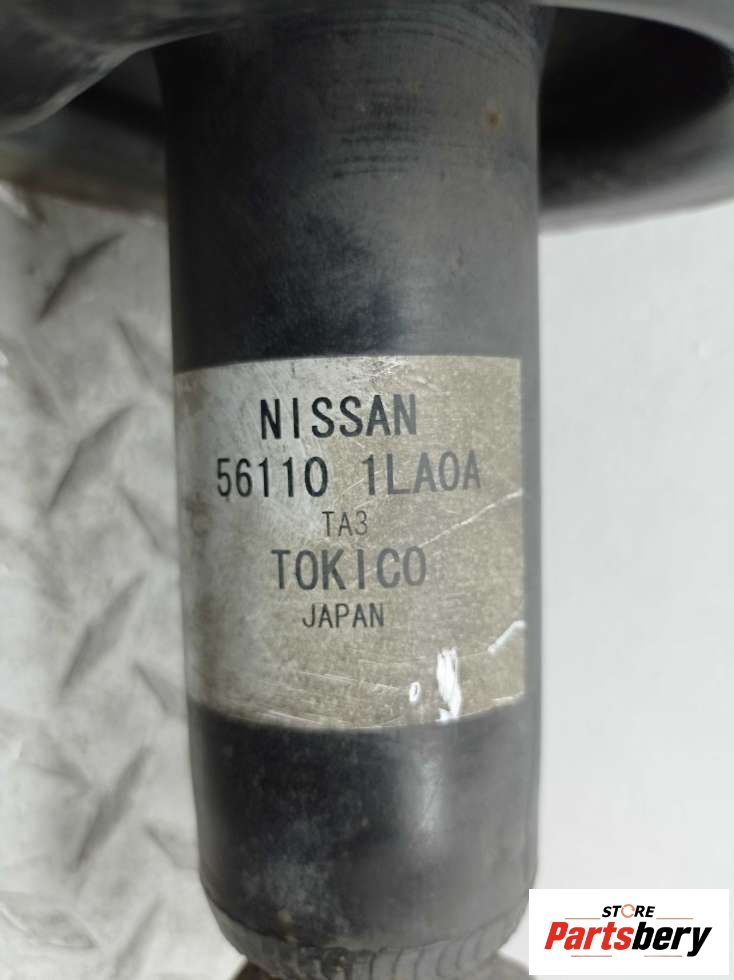 NISSAN
56110 1LA0A
TA3
TOKICO
JAPAN
STORE
Partsbery